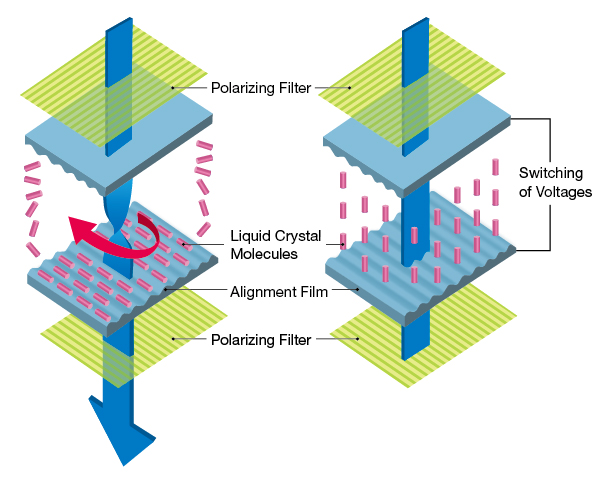 Polarizing Filter
Switching
of Voltages
Liquid Crystal
Molecules
Alignment Film
Polarizing Filter